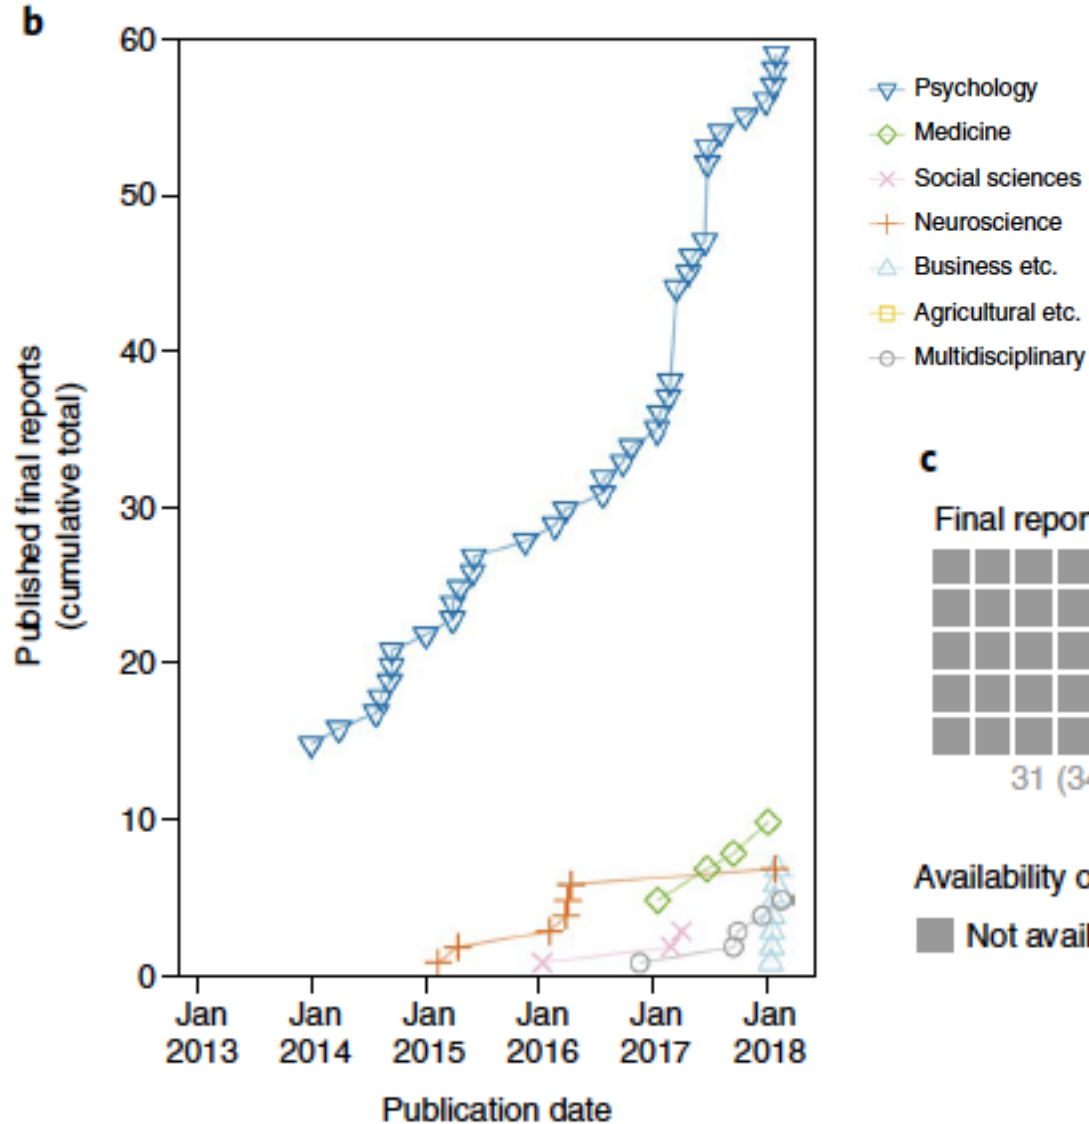 b
60
50
40
30
20
10
0
Published final reports
(cumulative total)
Jan
2013
Jan
2014
Jan
2015
Jan
2016
Jan
2017
Jan
2018
Publication date
Psychology
Medicine
Social sciences
Neuroscience
Business etc.
Agricultural etc.
Multidisciplinary
c
Final repor
31 (34
Availability o
Not avail